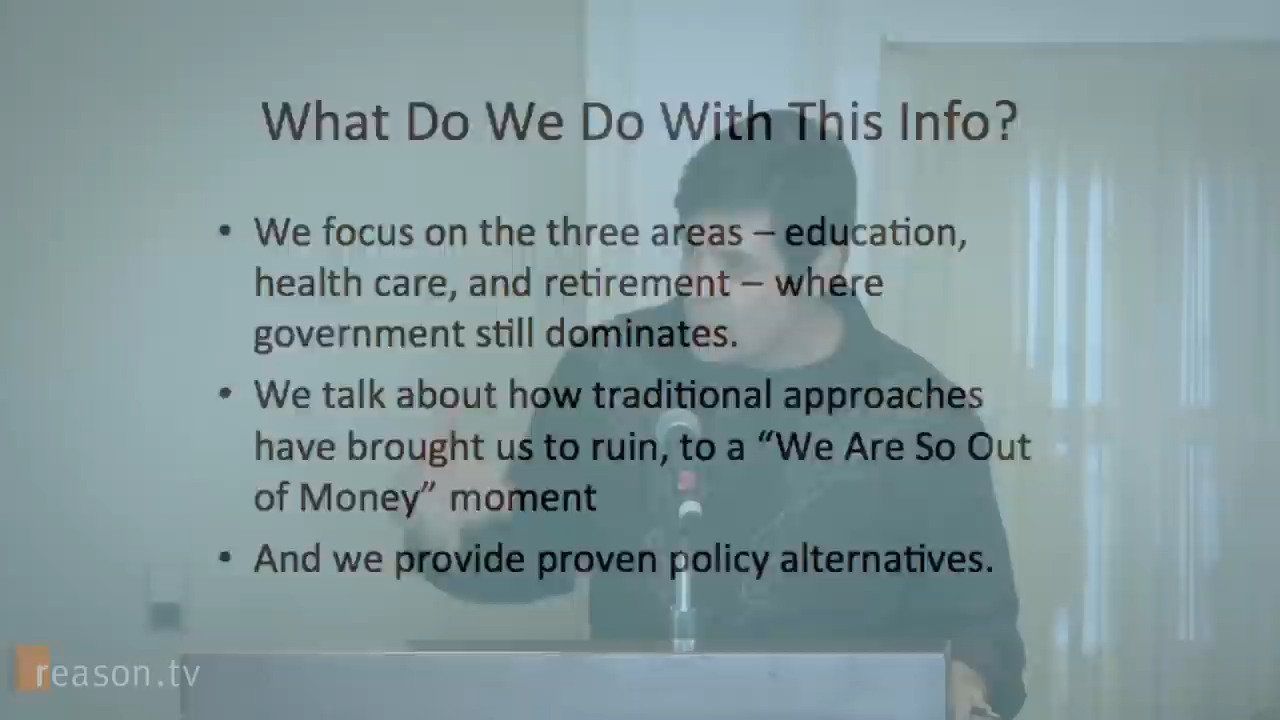 What Do We Do With This Info?
• We focus on the three areas – education,
health care, and retirement – where
government still dominates.
• We talk about how traditional approaches
have brought us to ruin, to a “We Are So Out
of Money” moment
• And we provide proven policy alternatives.
reason.tv